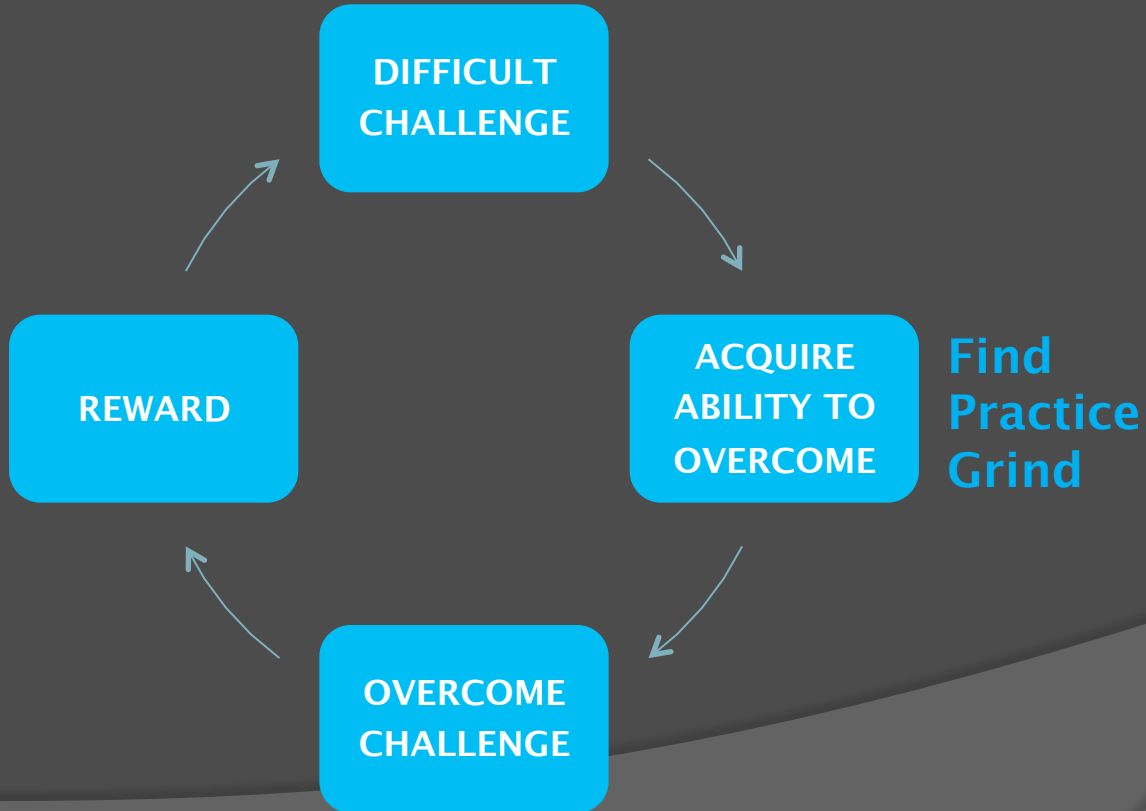 DIFFICULT
CHALLENGE
ACQUIRE
ABILITY TO
OVERCOME
Find
Practice
Grind
OVERCOME
CHALLENGE
REWARD